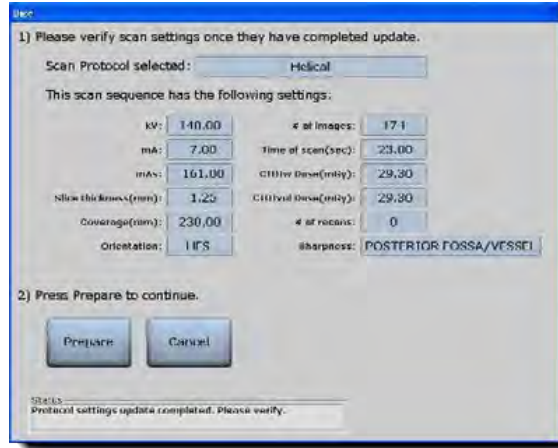 Dose
1) Please verify scan settings once they have completed update.
Scan Protocol selected: Helical
This scan sequence has the following settings:
kV: 140.00 # of images: 174
mA: 7.00 Time of scan(sec): 23.00
mAs: 161.00 CTDIw Dose(mGy): 29.30
Slice thickness(mm): 1.25 CTDIvol Dose(mGy): 29.30
Coverage(mm): 230.00 # of recons: 0
Orientation: HFS Sharpness: POSTERIOR FOSSA/VESSEL
2) Press Prepare to continue.
Prepare Cancel
Status
Protocol settings update completed. Please verify.